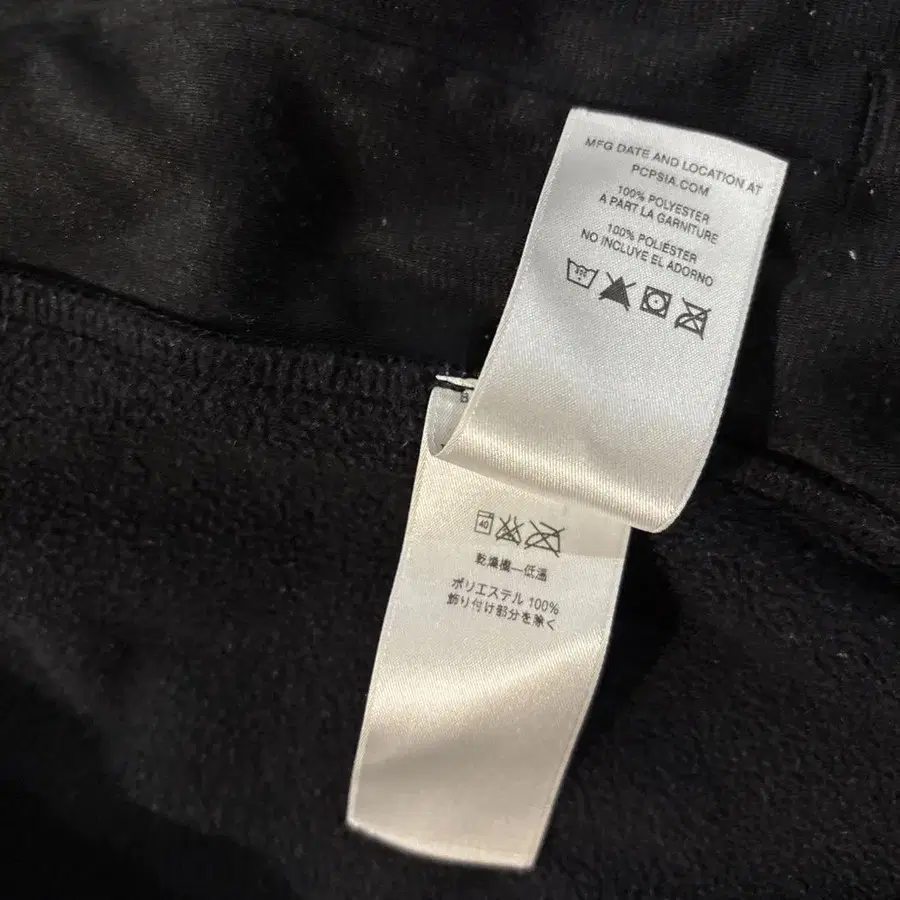 MFG DATE AND LOCATION AT
PCPSIA.COM
100% POLYESTER
A PART LA GARNITURE
100% POLIESTER
NO INCLUYE EL ADORNO
40
乾燥機—低温
ポリエステル 100%
飾り付け部分を除く